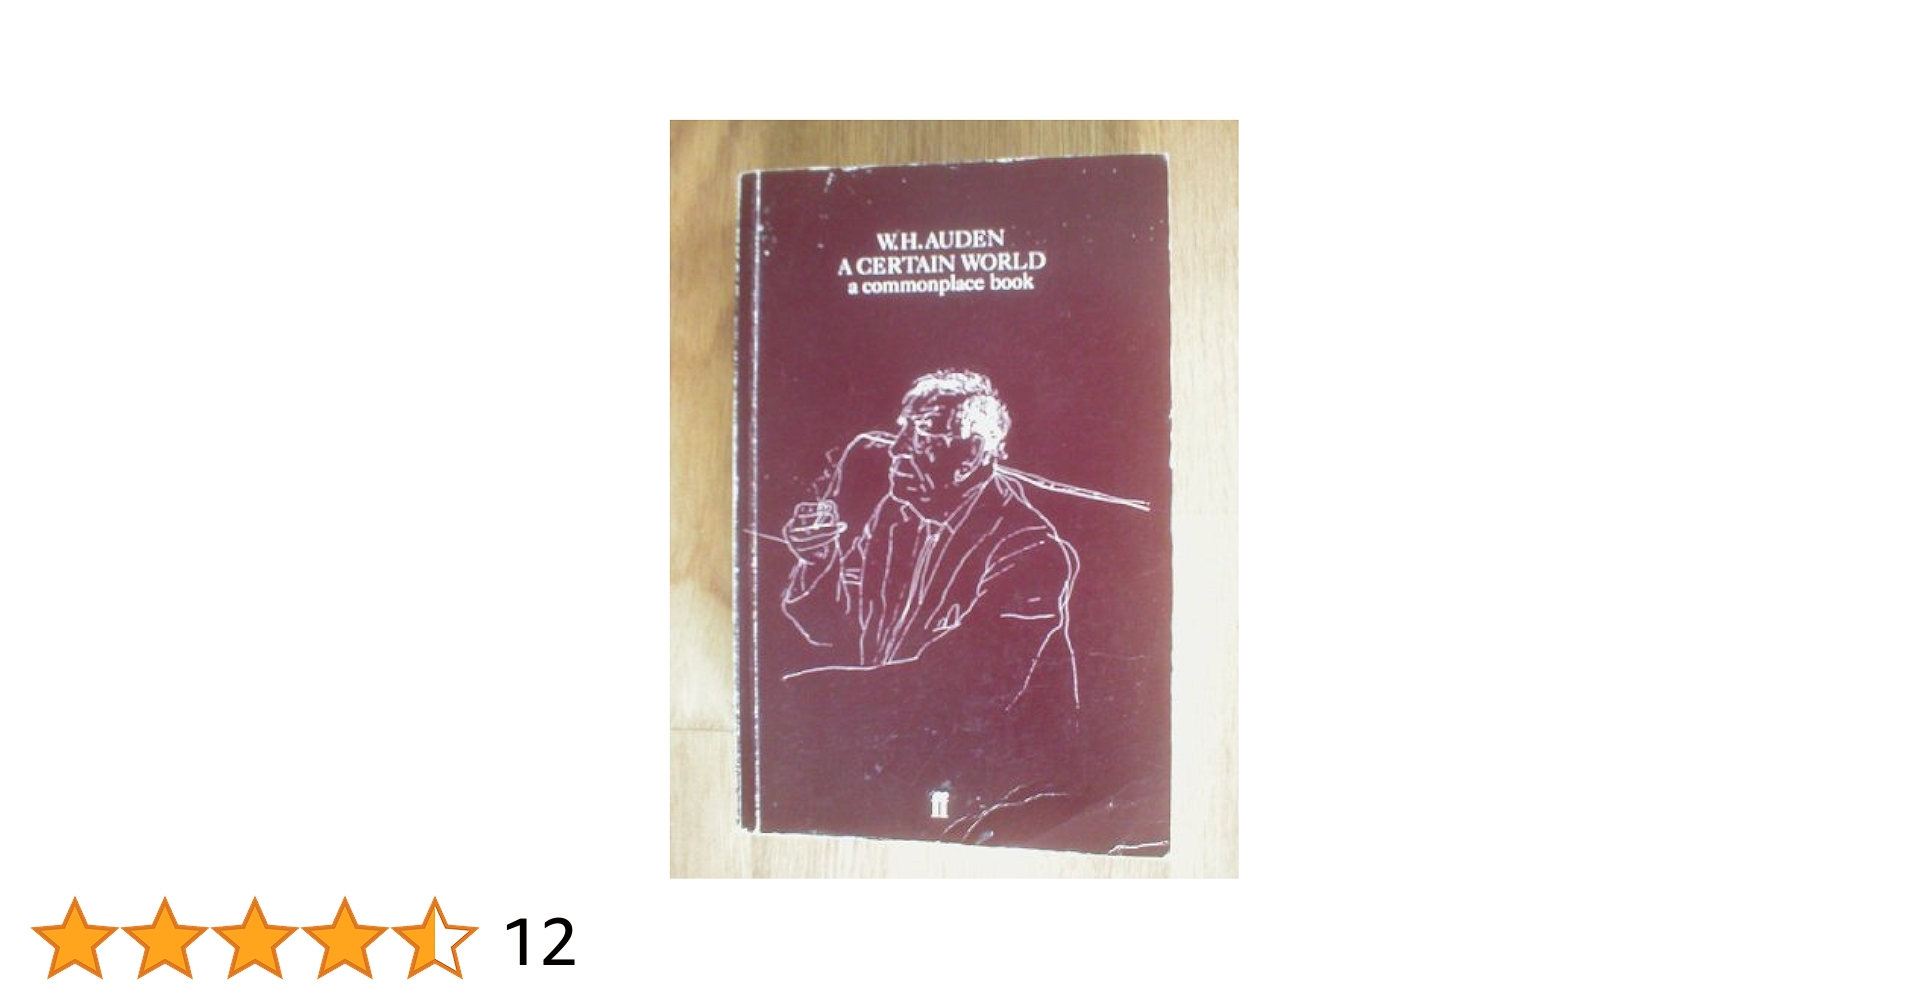 W.H. AUDEN
A CERTAIN WORLD
a commonplace book
ff
12